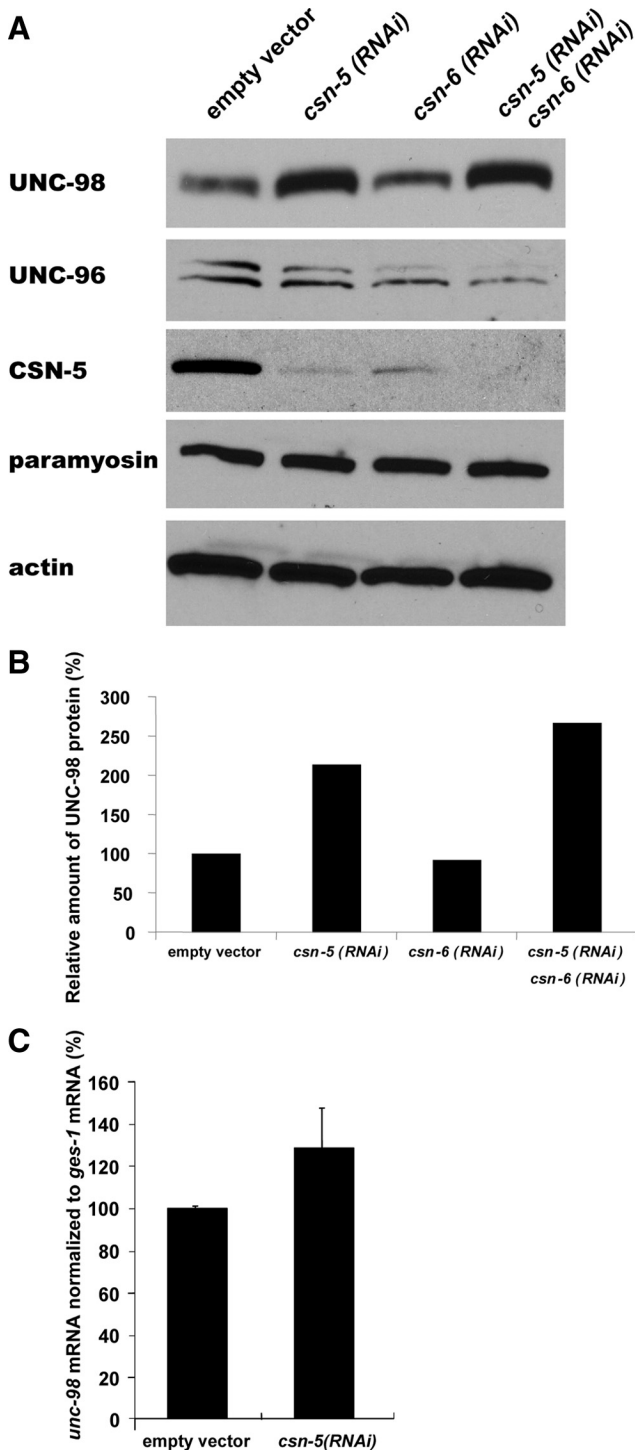 A
empty vector
csn-5 (RNAi)
csn-6 (RNAi)
csn-5 (RNAi)
csn-6 (RNAi)
UNC-98
UNC-96
CSN-5
paramyosin
actin
B
Relative amount of UNC-98 protein (%)
300
250
200
150
100
50
0
empty vector
csn-5 (RNAi)
csn-6 (RNAi)
csn-5 (RNAi)
csn-6 (RNAi)
C
unc-98 mRNA normalized to ges-1 mRNA (%)
160
140
120
100
80
60
40
20
0
empty vector
csn-5(RNAi)